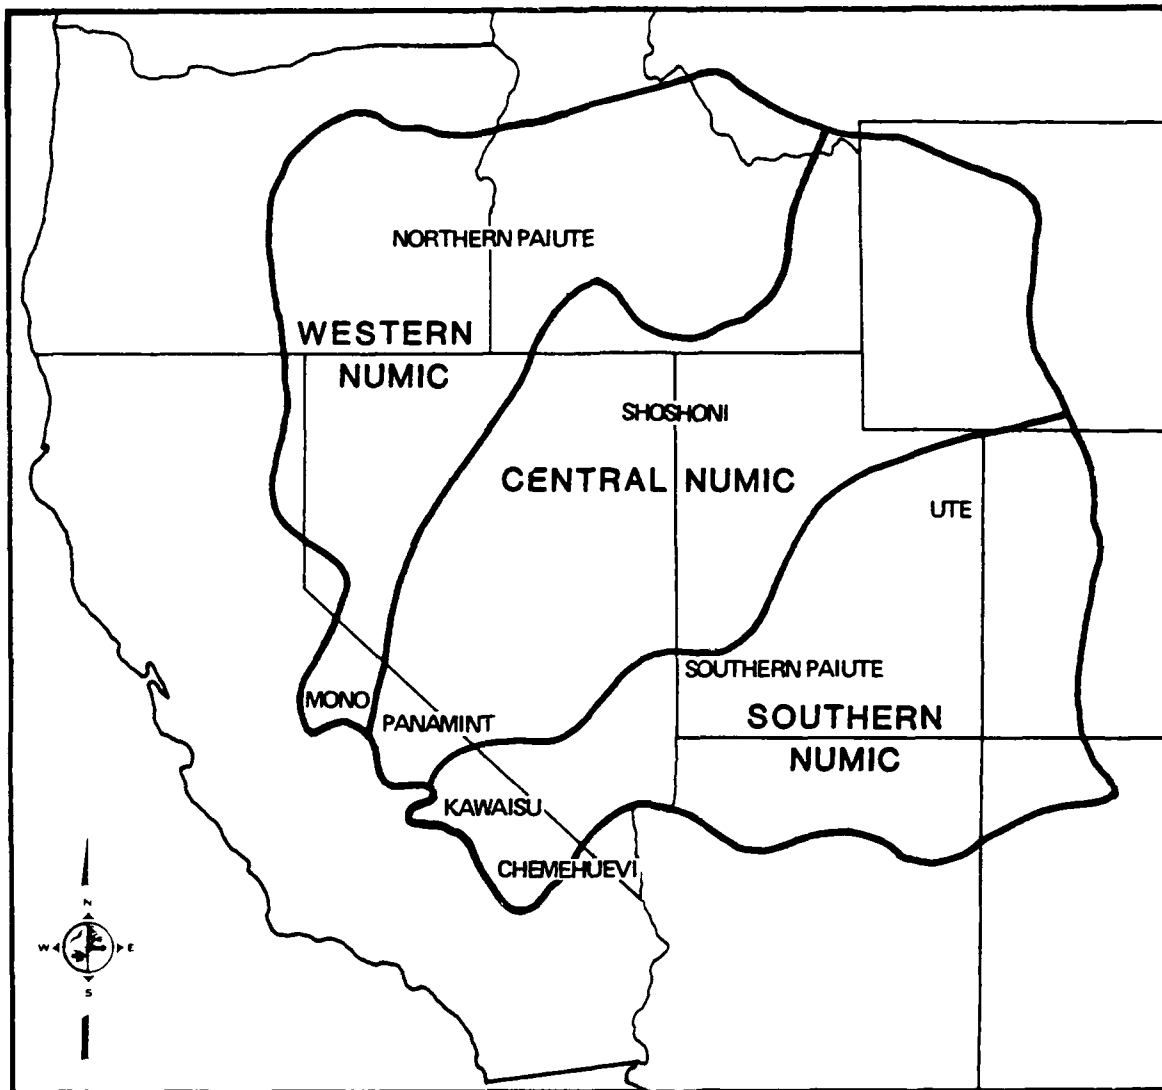 NORTHERN PAIUTE
WESTERN
NUMIC
SHOSHONI
CENTRAL NUMIC
UTE
SOUTHERN PAIUTE
MONO
PANAMINT
SOUTHERN
NUMIC
KAWAISU
CHEMEHUEVI
N
W E
S